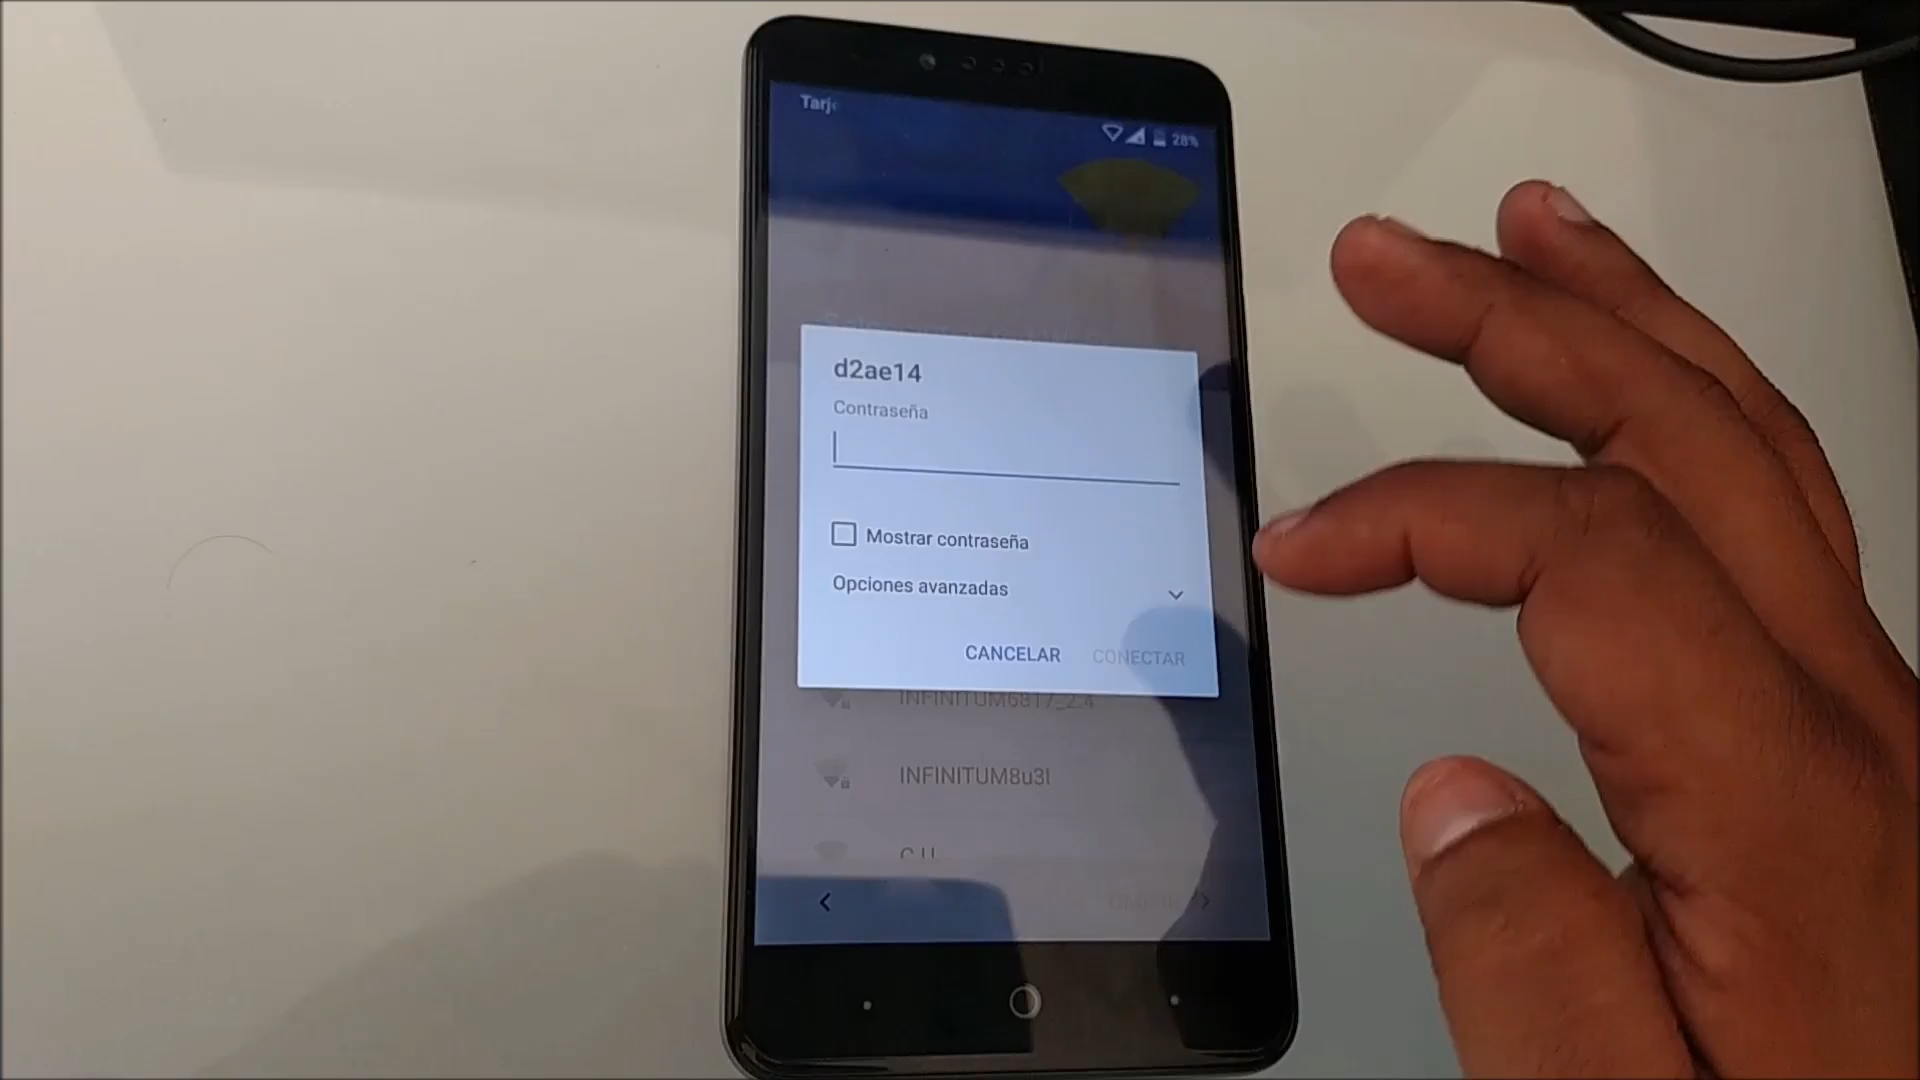 Tarj
28%
d2ae14
Contraseña
Mostrar contraseña
Opciones avanzadas
CANCELAR CONECTAR
INFINITUM6817_2.4
INFINITUM8u3l